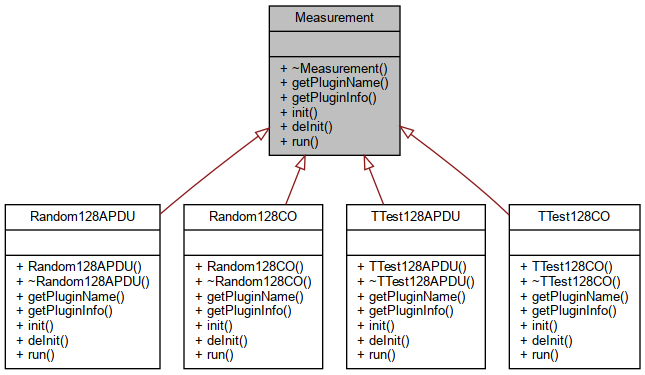 Measurement
+ ~Measurement()
+ getPluginName()
+ getPluginInfo()
+ init()
+ deInit()
+ run()
Random128APDU
+ Random128APDU()
+ ~Random128APDU()
+ getPluginName()
+ getPluginInfo()
+ init()
+ deInit()
+ run()
Random128CO
+ Random128CO()
+ ~Random128CO()
+ getPluginName()
+ getPluginInfo()
+ init()
+ deInit()
+ run()
TTest128APDU
+ TTest128APDU()
+ ~TTest128APDU()
+ getPluginName()
+ getPluginInfo()
+ init()
+ deInit()
+ run()
TTest128CO
+ TTest128CO()
+ ~TTest128CO()
+ getPluginName()
+ getPluginInfo()
+ init()
+ deInit()
+ run()